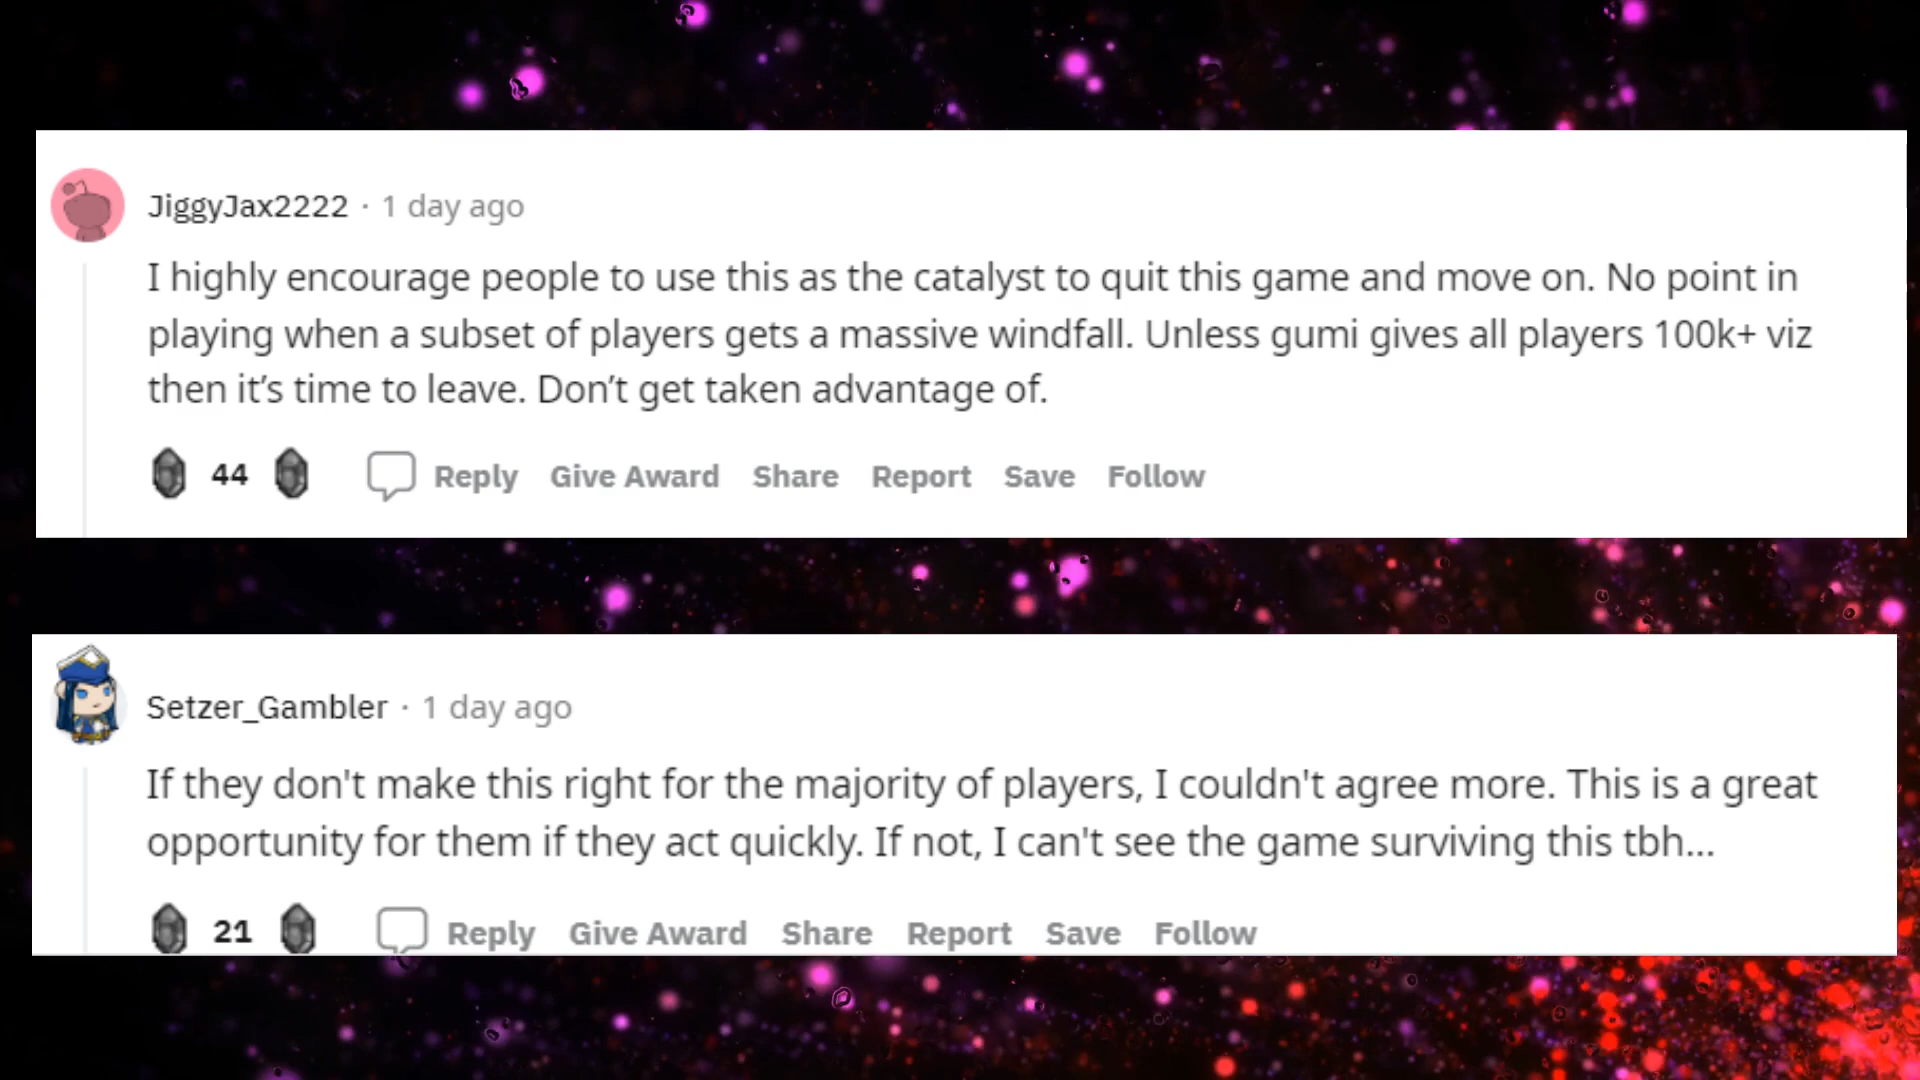 JiggyJax2222 · 1 day ago
I highly encourage people to use this as the catalyst to quit this game and move on. No point in
playing when a subset of players gets a massive windfall. Unless gumi gives all players 100k+ viz
then it’s time to leave. Don’t get taken advantage of.
44 Reply Give Award Share Report Save Follow
Setzer_Gambler · 1 day ago
If they don't make this right for the majority of players, I couldn't agree more. This is a great
opportunity for them if they act quickly. If not, I can't see the game surviving this tbh...
21 Reply Give Award Share Report Save Follow